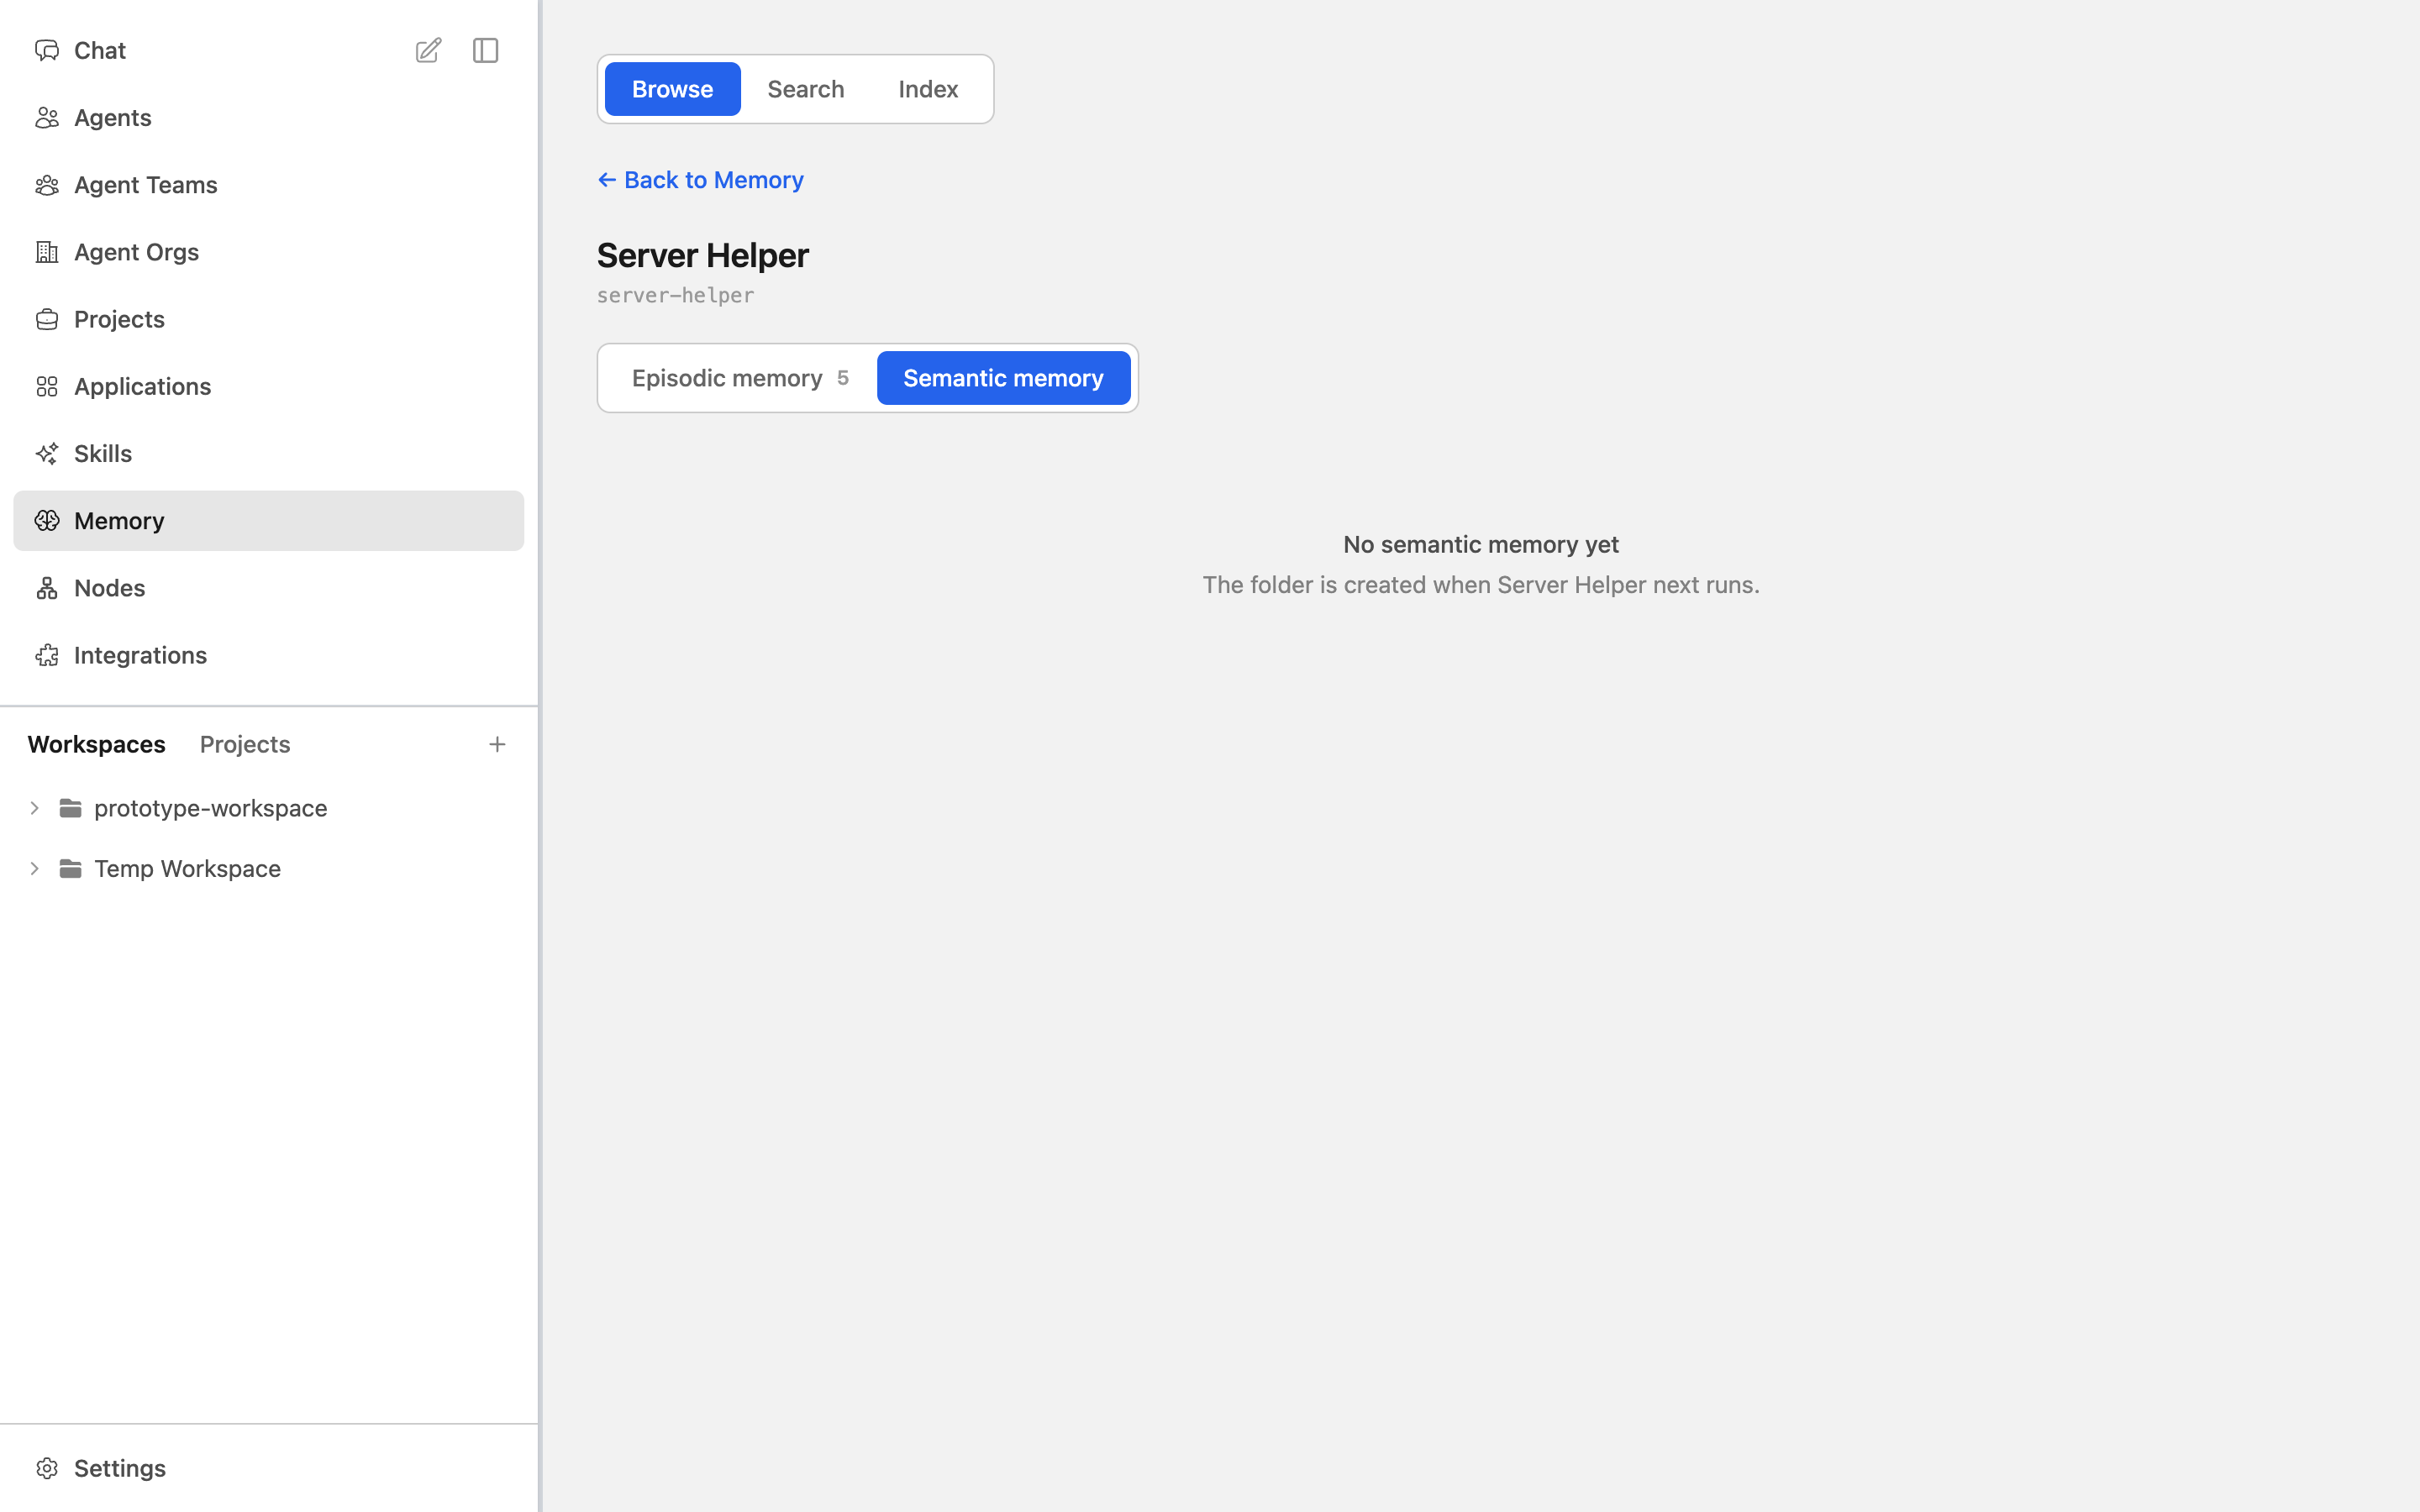 Chat
Agents
Agent Teams
Agent Orgs
Projects
Applications
Skills
Memory
Nodes
Integrations
Workspaces Projects
prototype-workspace
Temp Workspace
Settings
Browse Search Index
← Back to Memory
Server Helper
server-helper
Episodic memory 5 Semantic memory
No semantic memory yet
The folder is created when Server Helper next runs.